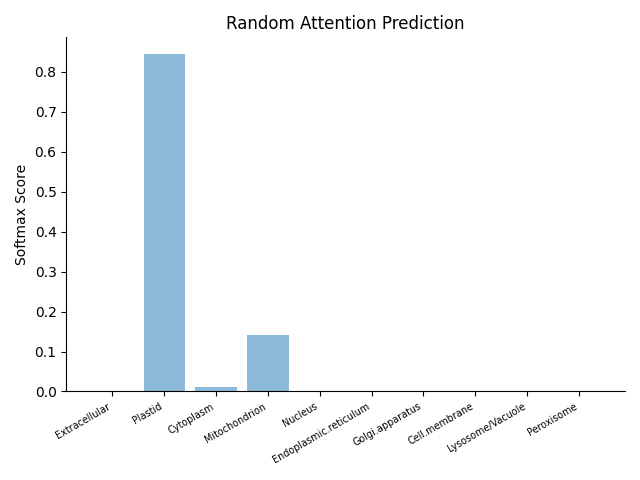 Random Attention Prediction
Softmax Score
0.8
0.7
0.6
0.5
0.4
0.3
0.2
0.1
0.0
Extracellular
Plastid
Cytoplasm
Mitochondrion
Nucleus
Endoplasmic.reticulum
Golgi.apparatus
Cell.membrane
Lysosome/Vacuole
Peroxisome